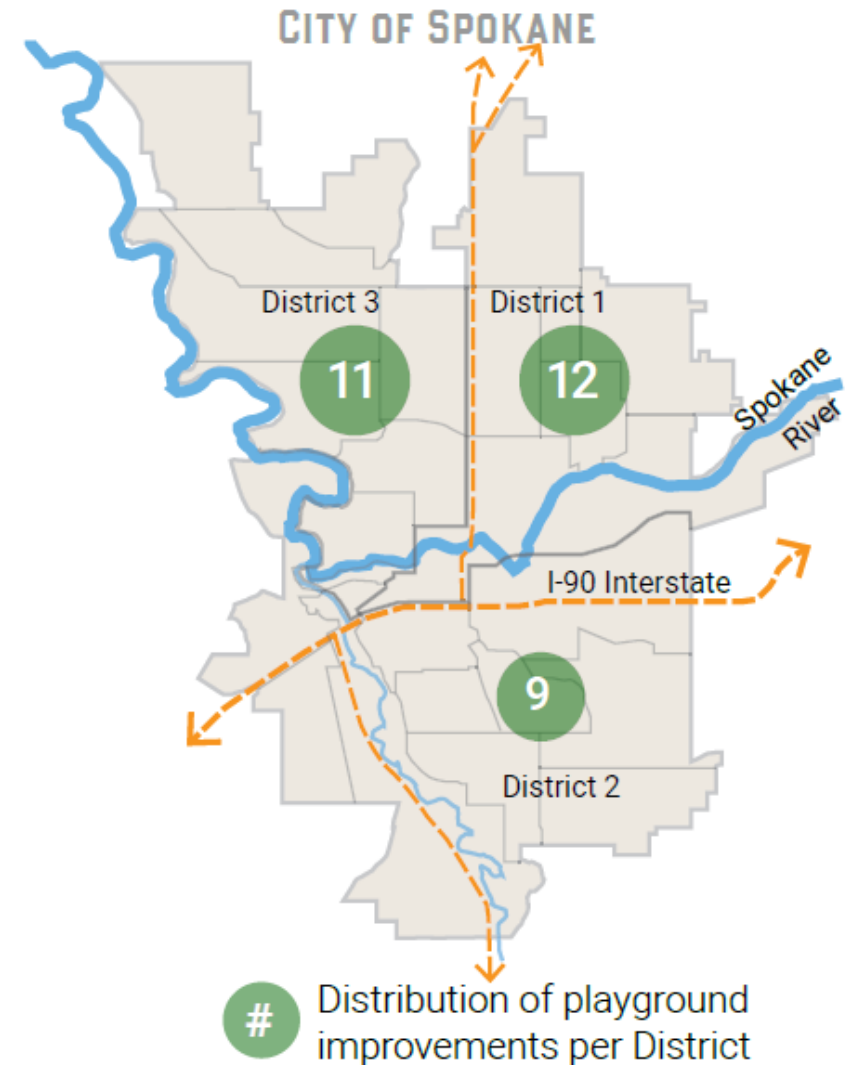 CITY OF SPOKANE
District 3
District 1
11
12
Spokane
River
I-90 Interstate
9
District 2
#
Distribution of playground
improvements per District